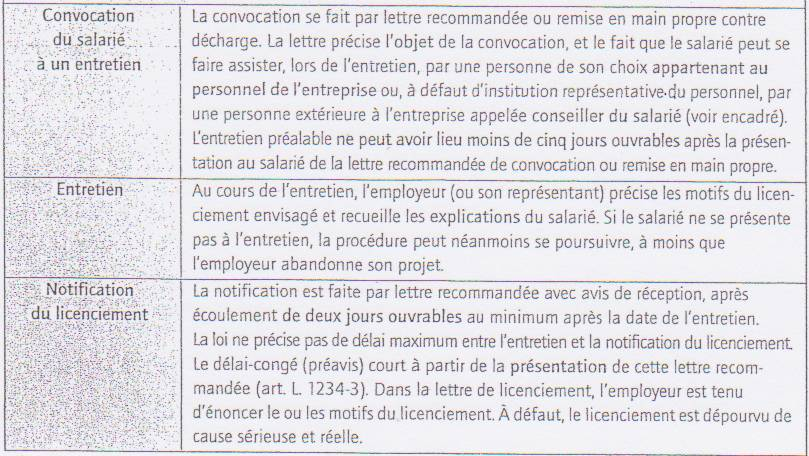 Convocation
du salarié
à un entretien
La convocation se fait par lettre recommandée ou remise en main propre contre
décharge. La lettre précise l'objet de la convocation, et le fait que le salarié peut se
faire assister, lors de l'entretien, par une personne de son choix appartenant au
personnel de l'entreprise ou, à défaut d'institution représentative du personnel, par
une personne extérieure à l'entreprise appelée conseiller du salarié (voir encadré).
L'entretien préalable ne peut avoir lieu moins de cinq jours ouvrables après la présen-
tation au salarié de la lettre recommandée de convocation ou remise en main propre.
Entretien
Au cours de l'entretien, l'employeur (ou son représentant) précise les motifs du licen-
ciement envisagé et recueille les explications du salarié. Si le salarié ne se présente
pas à l'entretien, la procédure peut néanmoins se poursuivre, à moins que
l'employeur abandonne son projet.
Notification
du licenciement
La notification est faite par lettre recommandée avec avis de réception, après
écoulement de deux jours ouvrables au minimum après la date de l'entretien.
La loi ne précise pas de délai maximum entre l'entretien et la notification du licenciement.
Le délai-congé (préavis) court à partir de la présentation de cette lettre recom-
mandée (art. L. 1234-3). Dans la lettre de licenciement, l'employeur est tenu
d'énoncer le ou les motifs du licenciement. À défaut, le licenciement est dépourvu de
cause sérieuse et réelle.